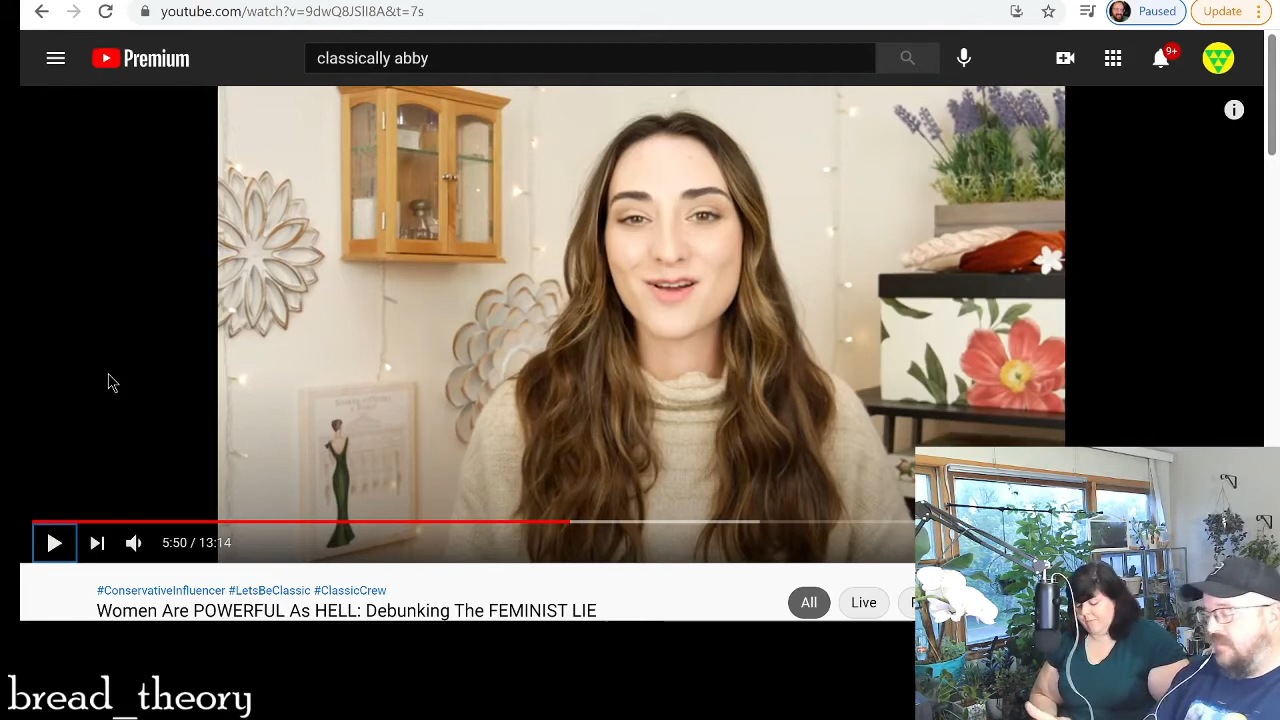 youtube.com/watch?v=9dwQ8JSlI8A&t=7s
Paused
Update
Premium
classically abby
9+
5:50 / 13:14
#ConservativeInfluencer #LetsBeClassic #ClassicCrew
Women Are POWERFUL As HELL: Debunking The FEMINIST LIE
All
Live
bread_theory